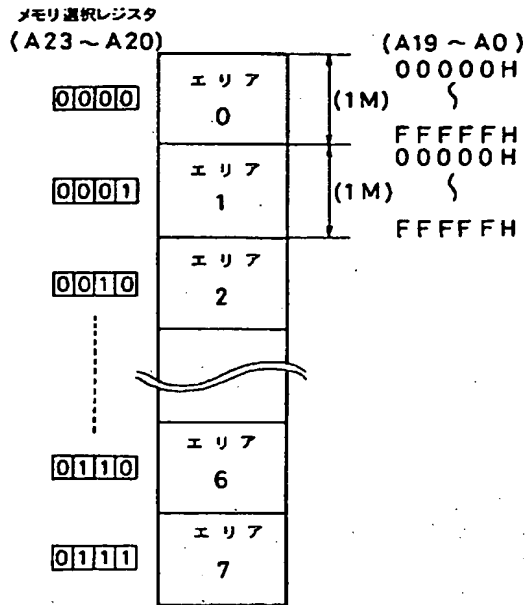 メモリ選択レジスタ
(A23~A20)
(A19~A0)
0000
エリア
0
(1M)
00000H
~
FFFFFH
0001
エリア
1
(1M)
00000H
~
FFFFFH
0010
エリア
2
0110
エリア
6
0111
エリア
7